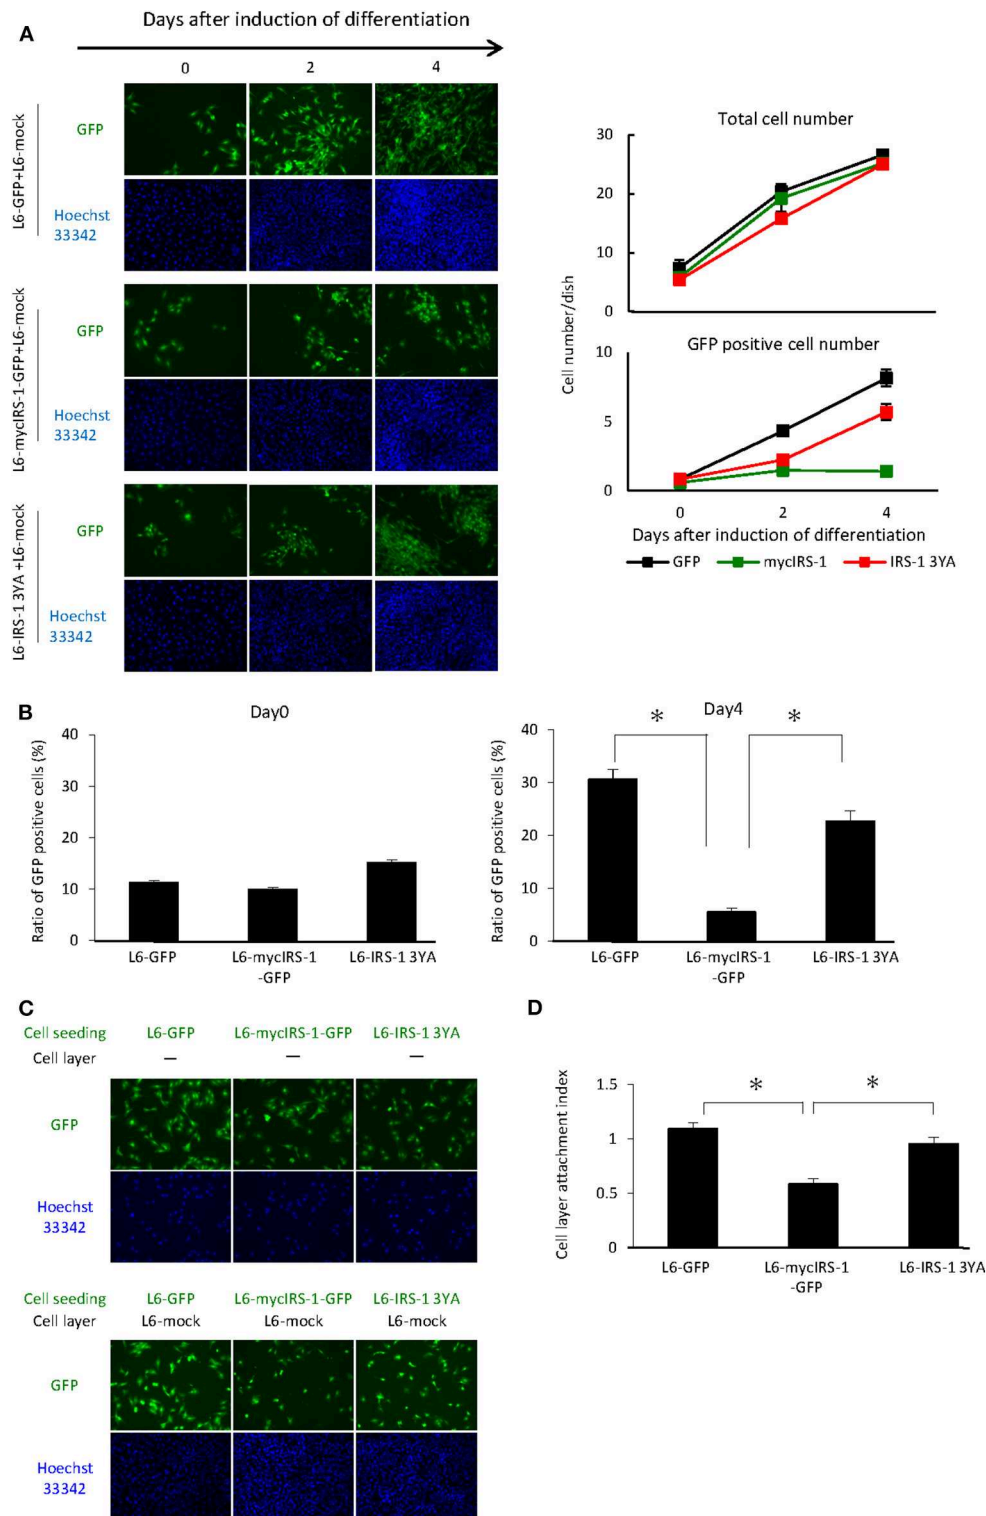 A
Days after induction of differentiation
0 2 4
L6-GFP+L6-mock
GFP
Hoechst
33342
L6-mycIRS-1-GFP+L6-mock
GFP
Hoechst
33342
L6-IRS-1 3YA +L6-mock
GFP
Hoechst
33342
Total cell number
30
20
10
0
Cell number/dish
GFP positive cell number
10
5
0
0 2 4
Days after induction of differentiation
GFP mycIRS-1 IRS-1 3YA
B
Day0
Ratio of GFP positive cells (%)
40
30
20
10
0
L6-GFP L6-mycIRS-1 L6-IRS-1 3YA
-GFP
Day4
* *
Ratio of GFP positive cells (%)
40
30
20
10
0
L6-GFP L6-mycIRS-1 L6-IRS-1 3YA
-GFP
C
Cell seeding L6-GFP L6-mycIRS-1-GFP L6-IRS-1 3YA
Cell layer — — —
GFP
Hoechst
33342
Cell seeding L6-GFP L6-mycIRS-1-GFP L6-IRS-1 3YA
Cell layer L6-mock L6-mock L6-mock
GFP
Hoechst
33342
D
Cell layer attachment index
1.5
1
0.5
0
* *
L6-GFP L6-mycIRS-1 L6-IRS-1 3YA
-GFP